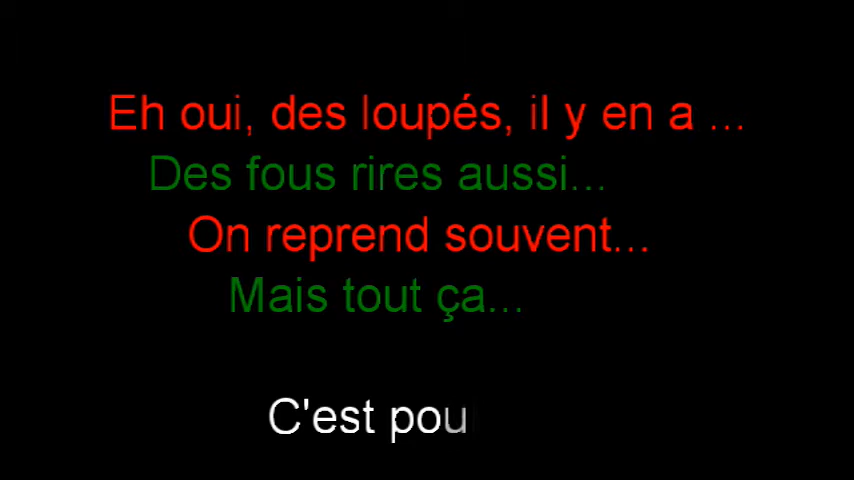 Eh oui, des loupés, il y en a ...
Des fous rires aussi...
On reprend souvent...
Mais tout ça...
C'est pou